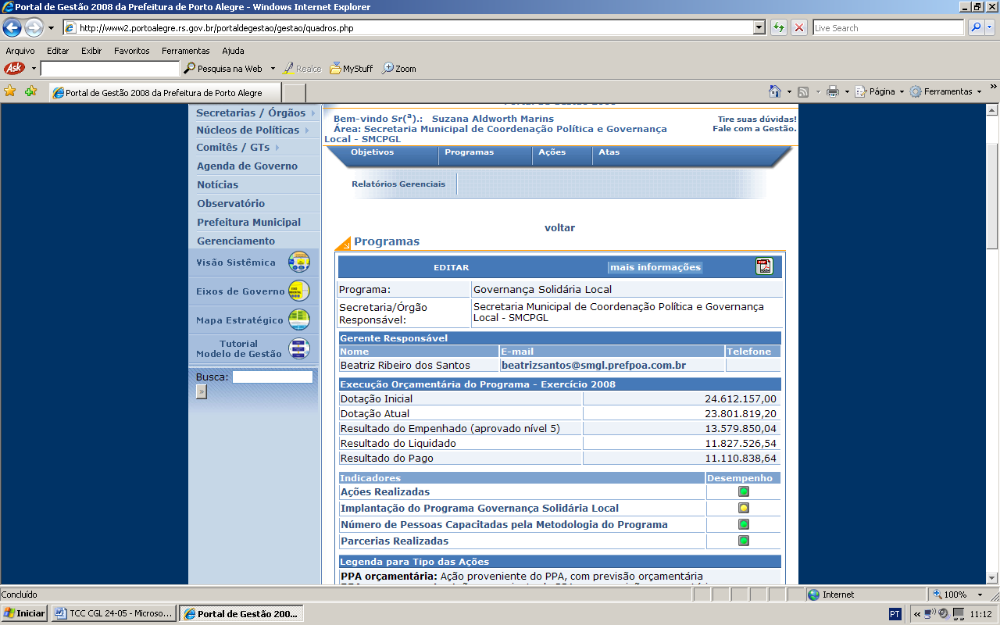 Portal de Gestão 2008 da Prefeitura de Porto Alegre - Windows Internet Explorer
http://www2.portoalegre.rs.gov.br/portaldegestao/gestao/quadros.php
Live Search
Arquivo Editar Exibir Favoritos Ferramentas Ajuda
Ask Pesquisa na Web Realce MyStuff Zoom
Portal de Gestão 2008 da Prefeitura de Porto Alegre
Página Ferramentas »
Secretarias / Órgãos
Núcleos de Políticas
Comitês / GTs
Agenda de Governo
Notícias
Observatório
Prefeitura Municipal
Gerenciamento
Visão Sistêmica
Eixos de Governo
Mapa Estratégico
Tutorial
Modelo de Gestão
Busca:
»
Bem-vindo Sr(ª).: Suzana Aldworth Marins
Área: Secretaria Municipal de Coordenação Política e Governança
Local - SMCPGL
Tire suas dúvidas!
Fale com a Gestão.
Objetivos Programas Ações Atas
Relatórios Gerenciais
voltar
Programas
EDITAR mais informações
Programa: Governança Solidária Local
Secretaria/Órgão
Responsável:
Secretaria Municipal de Coordenação Política e Governança
Local - SMCPGL
Gerente Responsável
Nome E-mail Telefone
Beatriz Ribeiro dos Santos beatrizsantos@smgl.prefpoa.com.br
Execução Orçamentária do Programa - Exercício 2008
Dotação Inicial 24.612.157,00
Dotação Atual 23.801.819,20
Resultado do Empenhado (aprovado nível 5) 13.579.850,04
Resultado do Liquidado 11.827.526,54
Resultado do Pago 11.110.838,64
Indicadores Desempenho
Ações Realizadas
Implantação do Programa Governança Solidária Local
Número de Pessoas Capacitadas pela Metodologia do Programa
Parcerias Realizadas
Legenda para Tipo das Ações
PPA orçamentária: Ação proveniente do PPA, com previsão orçamentária
Concluído Internet 100%
Iniciar TCC CGL 24-05 - Microso... Portal de Gestão 200... PT « 11:12